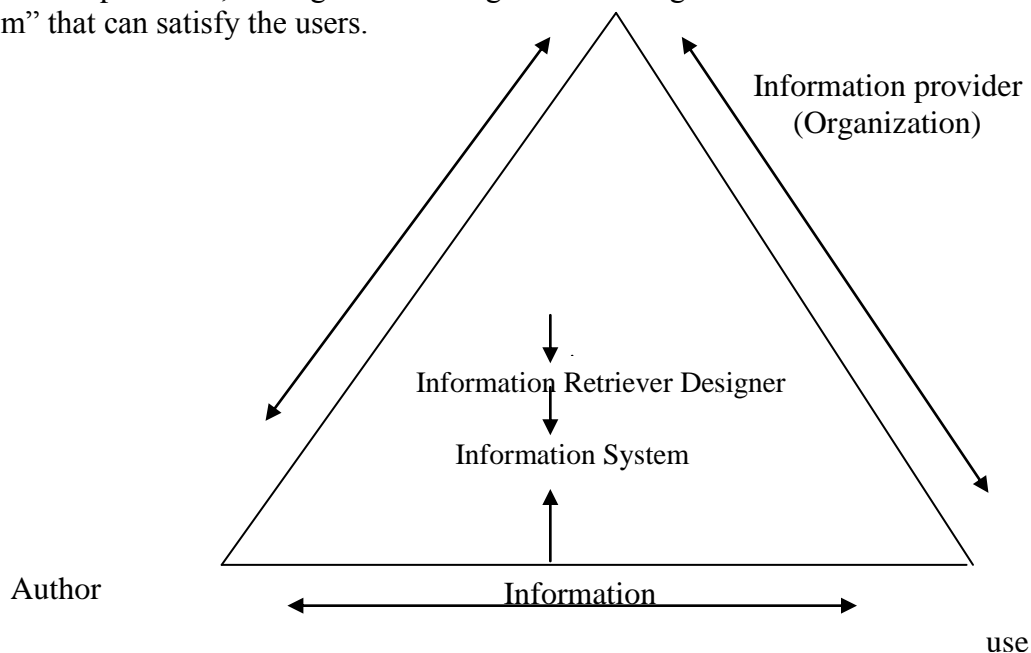 m” that can satisfy the users.
Information provider
(Organization)
Information Retriever Designer
Information System
Author
Information
use